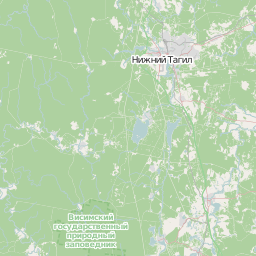 Нижний Тагил
Висимский
государственный
природный
заповедник